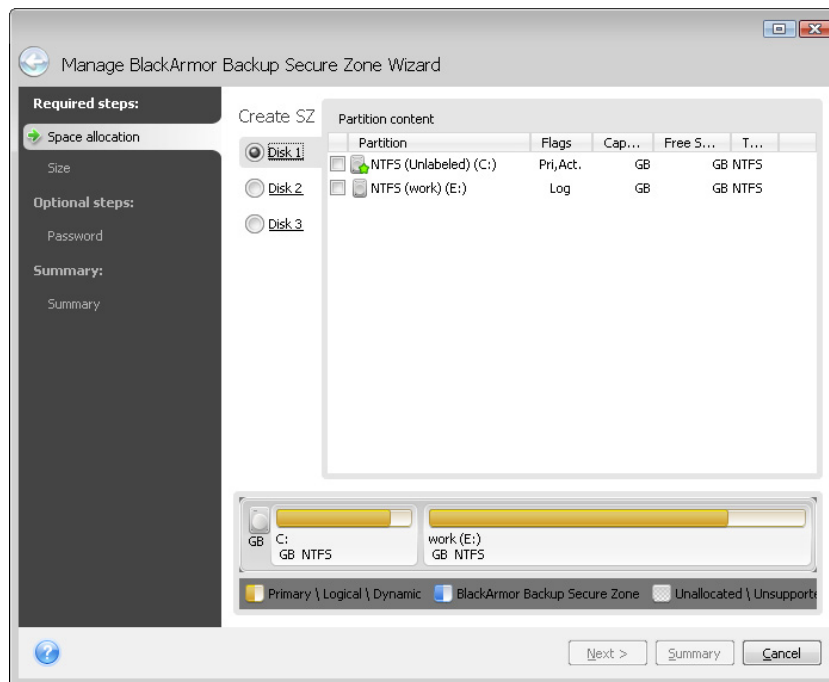 Manage BlackArmor Backup Secure Zone Wizard
Required steps:
Space allocation
Size
Optional steps:
Password
Summary:
Summary
Create SZ
Disk 1
Disk 2
Disk 3
Partition content
Partition Flags Cap... Free S... T...
NTFS (Unlabeled) (C:) Pri,Act. GB GB NTFS
NTFS (work) (E:) Log GB GB NTFS
GB
C:
GB NTFS
work (E:)
GB NTFS
Primary \ Logical \ Dynamic BlackArmor Backup Secure Zone Unallocated \ Unsupporte
Next > Summary Cancel